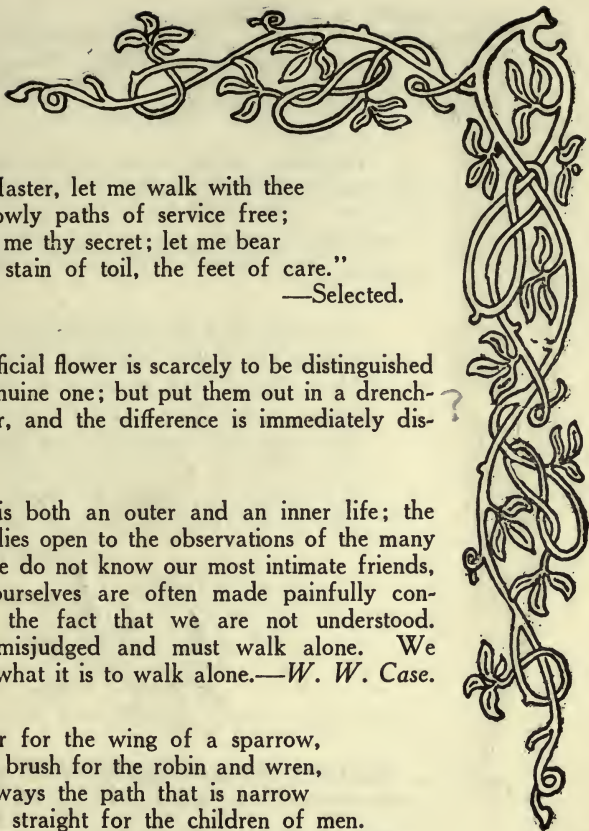 aster, let me walk with thee
owly paths of service free;
me thy secret; let me bear
stain of toil, the feet of care."
—Selected.
ficial flower is scarcely to be distinguished
nuine one; but put them out in a drench- ?
r, and the difference is immediately dis-
is both an outer and an inner life; the
lies open to the observations of the many
e do not know our most intimate friends,
ourselves are often made painfully con-
the fact that we are not understood.
misjudged and must walk alone. We
what it is to walk alone.—W. W. Case.
r for the wing of a sparrow,
brush for the robin and wren,
ways the path that is narrow
straight for the children of men.